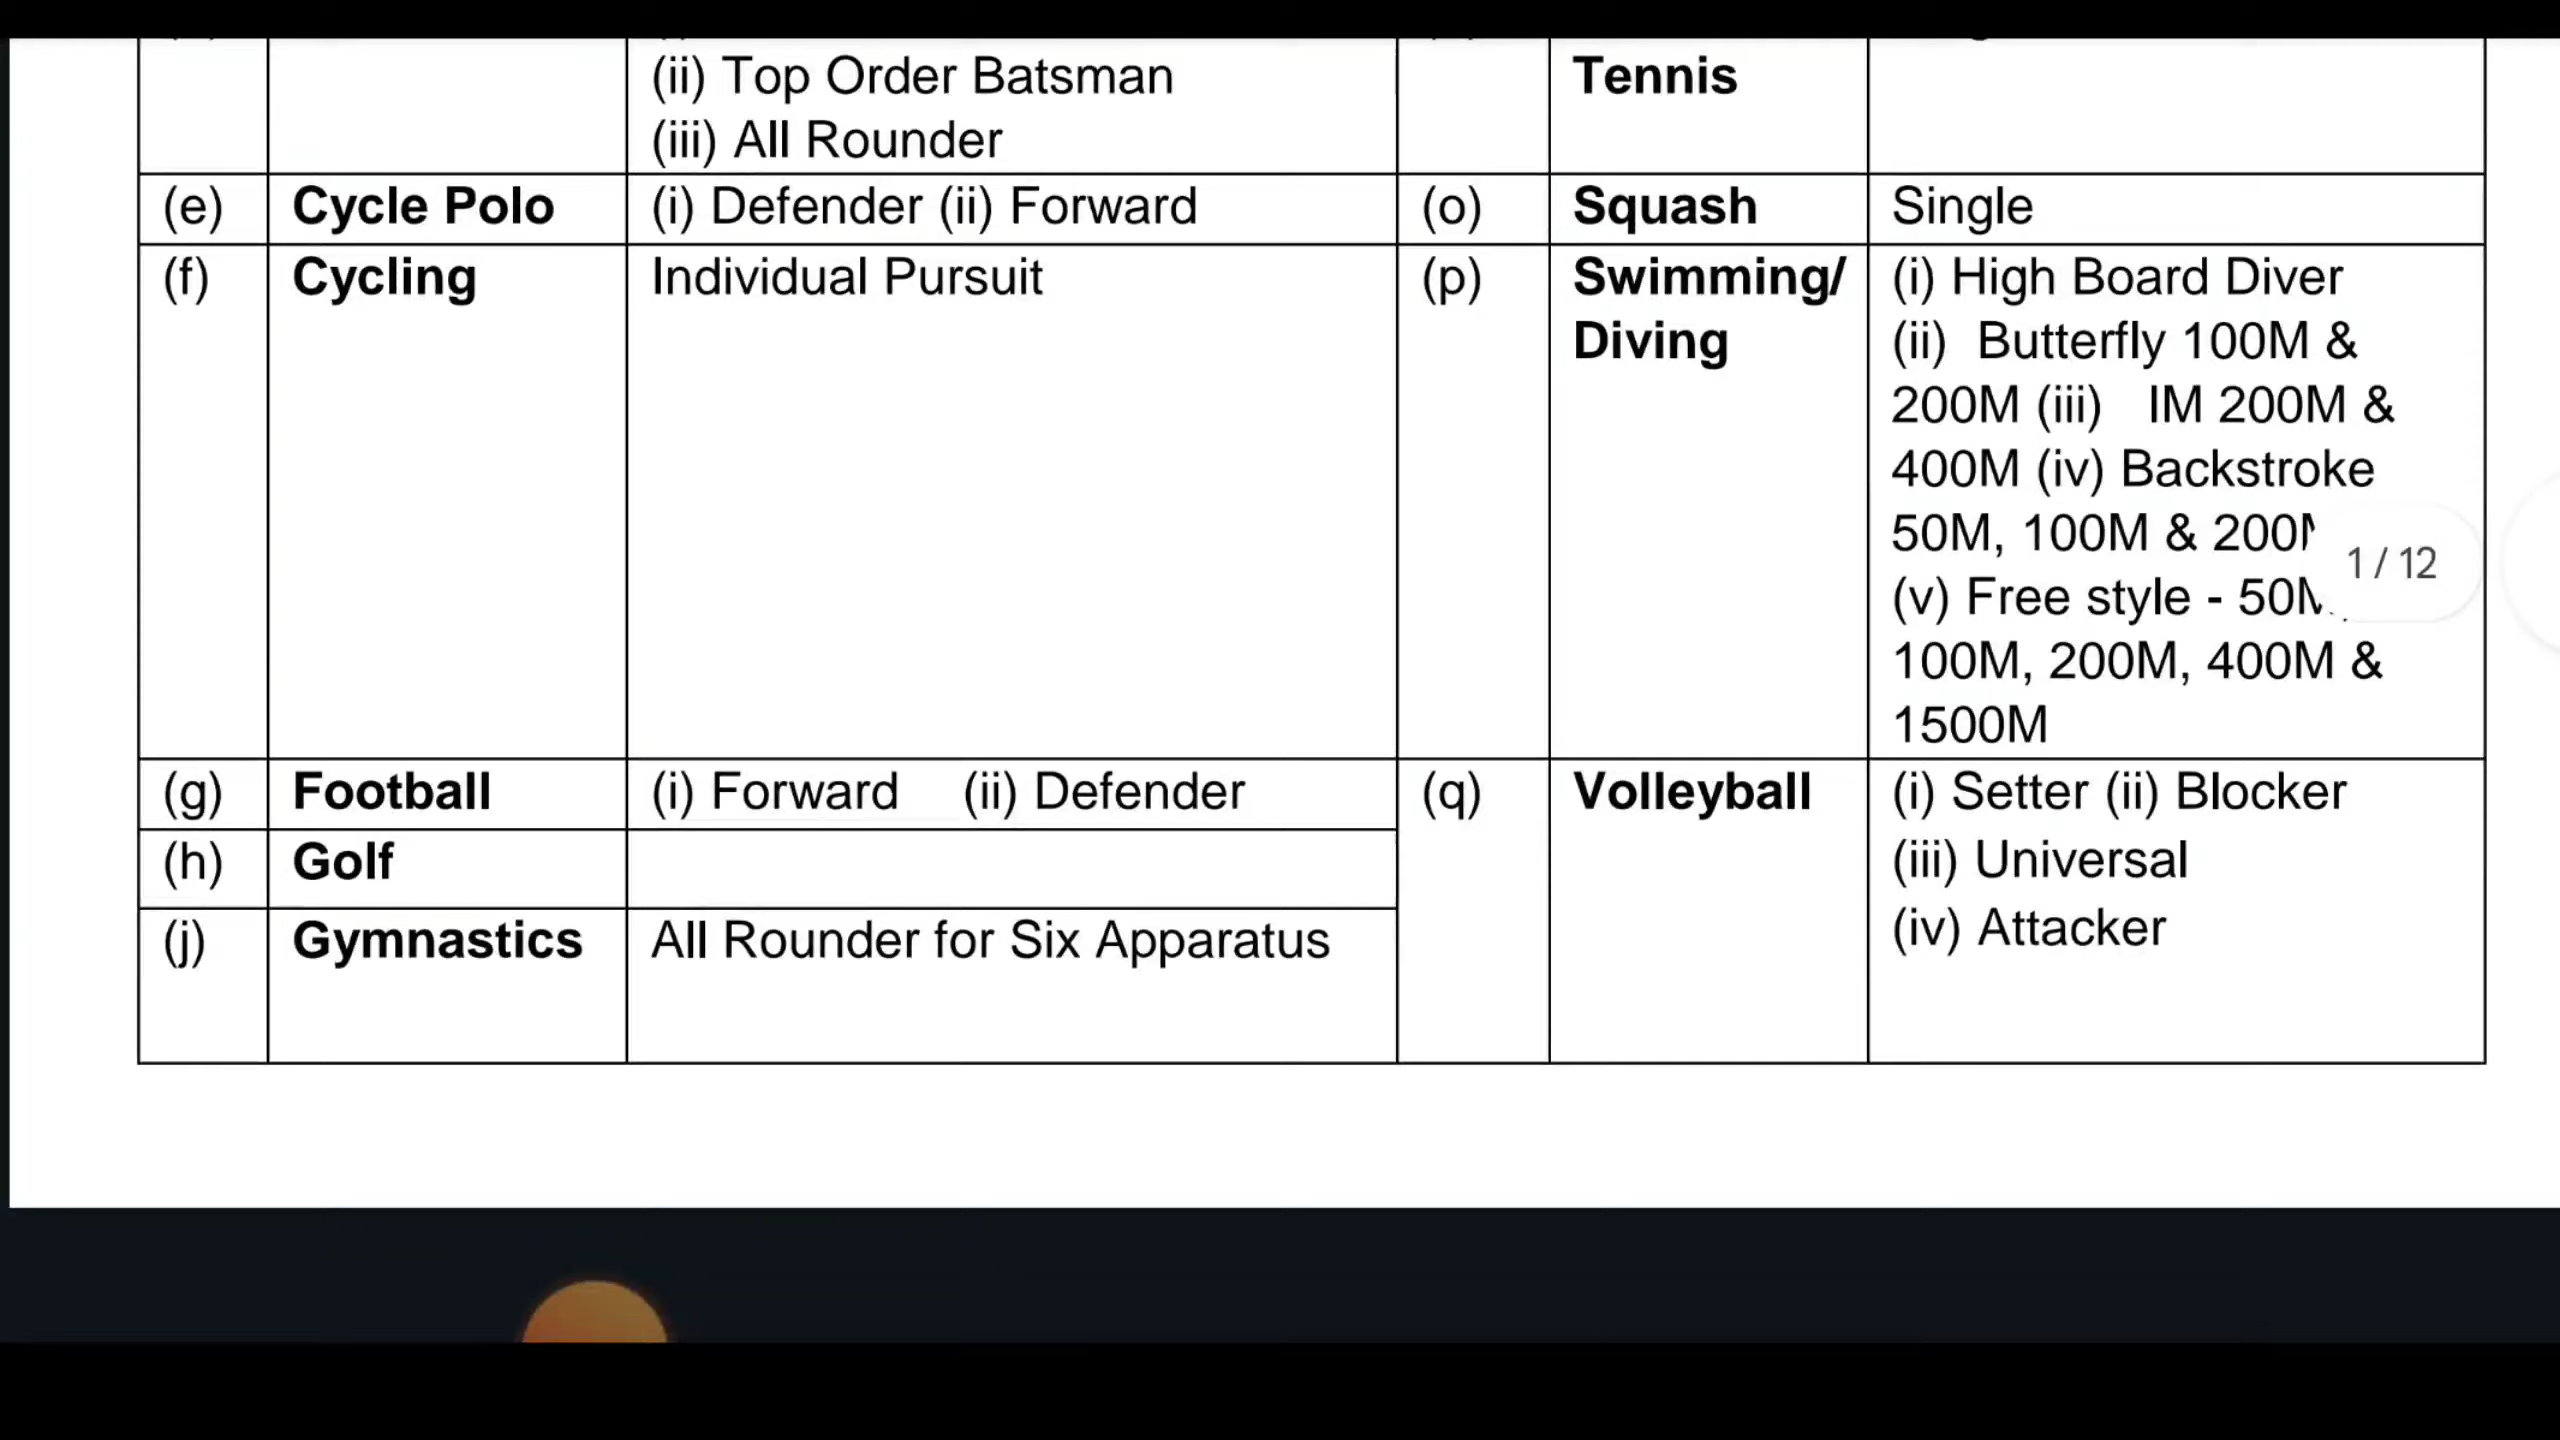 (ii) Top Order Batsman
(iii) All Rounder
Tennis
(e) Cycle Polo (i) Defender (ii) Forward (o) Squash Single
(f) Cycling Individual Pursuit
(p) Swimming/
Diving
(i) High Board Diver
(ii) Butterfly 100M &
200M (iii) IM 200M &
400M (iv) Backstroke
50M, 100M & 200M
(v) Free style - 50M,
100M, 200M, 400M &
1500M
1 / 12
(g) Football (i) Forward (ii) Defender
(h) Golf
(j) Gymnastics All Rounder for Six Apparatus
(q) Volleyball (i) Setter (ii) Blocker
(iii) Universal
(iv) Attacker